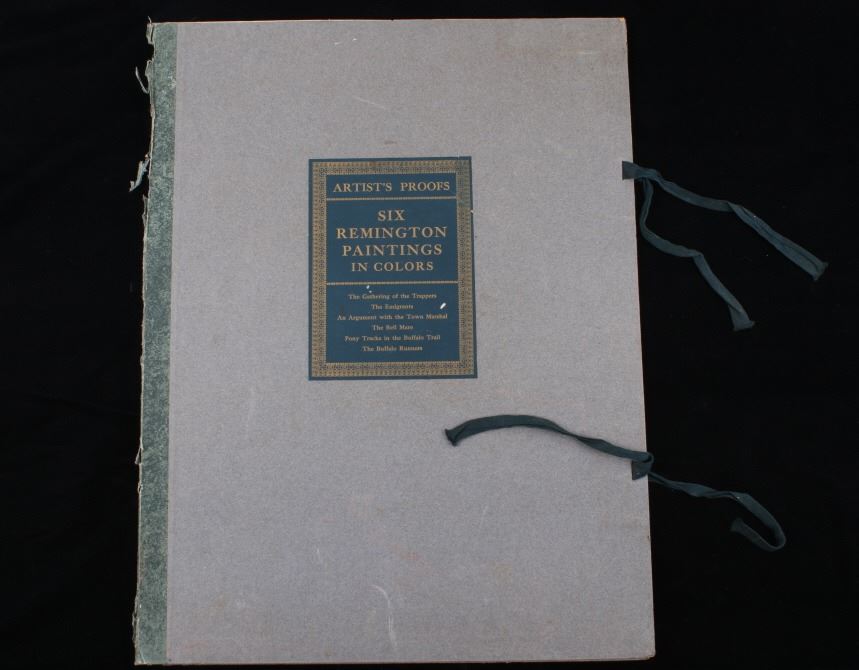 ARTIST'S PROOFS
SIX
REMINGTON
PAINTINGS
IN COLORS
The Gathering of the Trappers
The Emigrants
An Argument with the Town Marshal
The Bell Mare
Pony Tracks in the Buffalo Trail
The Buffalo Runners